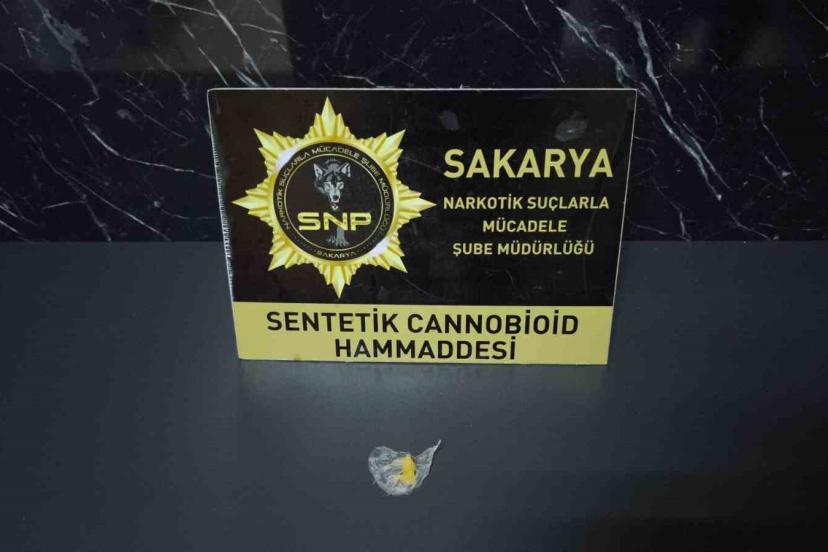 NARKOTİK SUÇLARLA MÜCADELE ŞUBE MÜDÜRLÜĞÜ
SNP
SAKARYA
SAKARYA
NARKOTİK SUÇLARLA
MÜCADELE
ŞUBE MÜDÜRLÜĞÜ
SENTETİK CANNOBİOİD
HAMMADDESİ